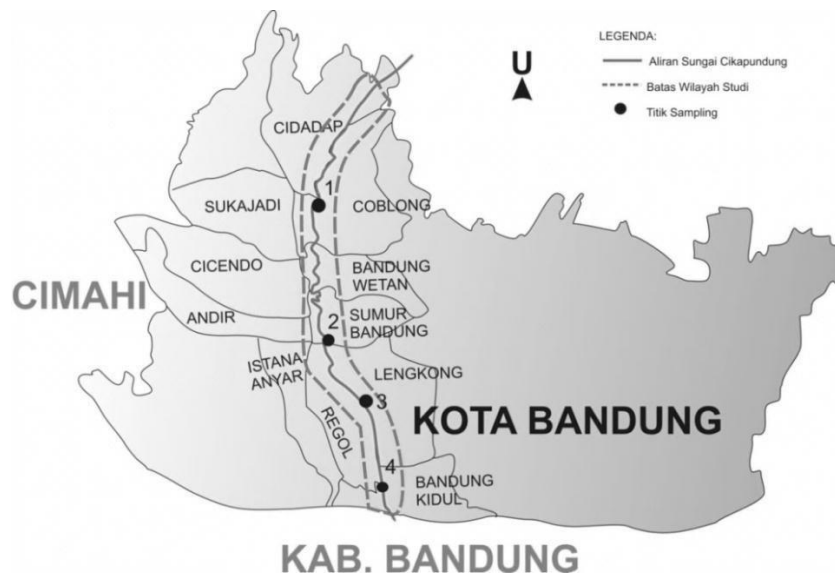 LEGENDA:
Aliran Sungai Cikapundung
Batas Wilayah Studi
Titik Sampling
U
CIDADAP
1
SUKAJADI
COBLONG
CICENDO
BANDUNG
WETAN
CIMAHI
ANDIR
2
SUMUR
BANDUNG
ISTANA
ANYAR
LENGKONG
3
REGOL
KOTA BANDUNG
4
BANDUNG
KIDUL
KAB. BANDUNG